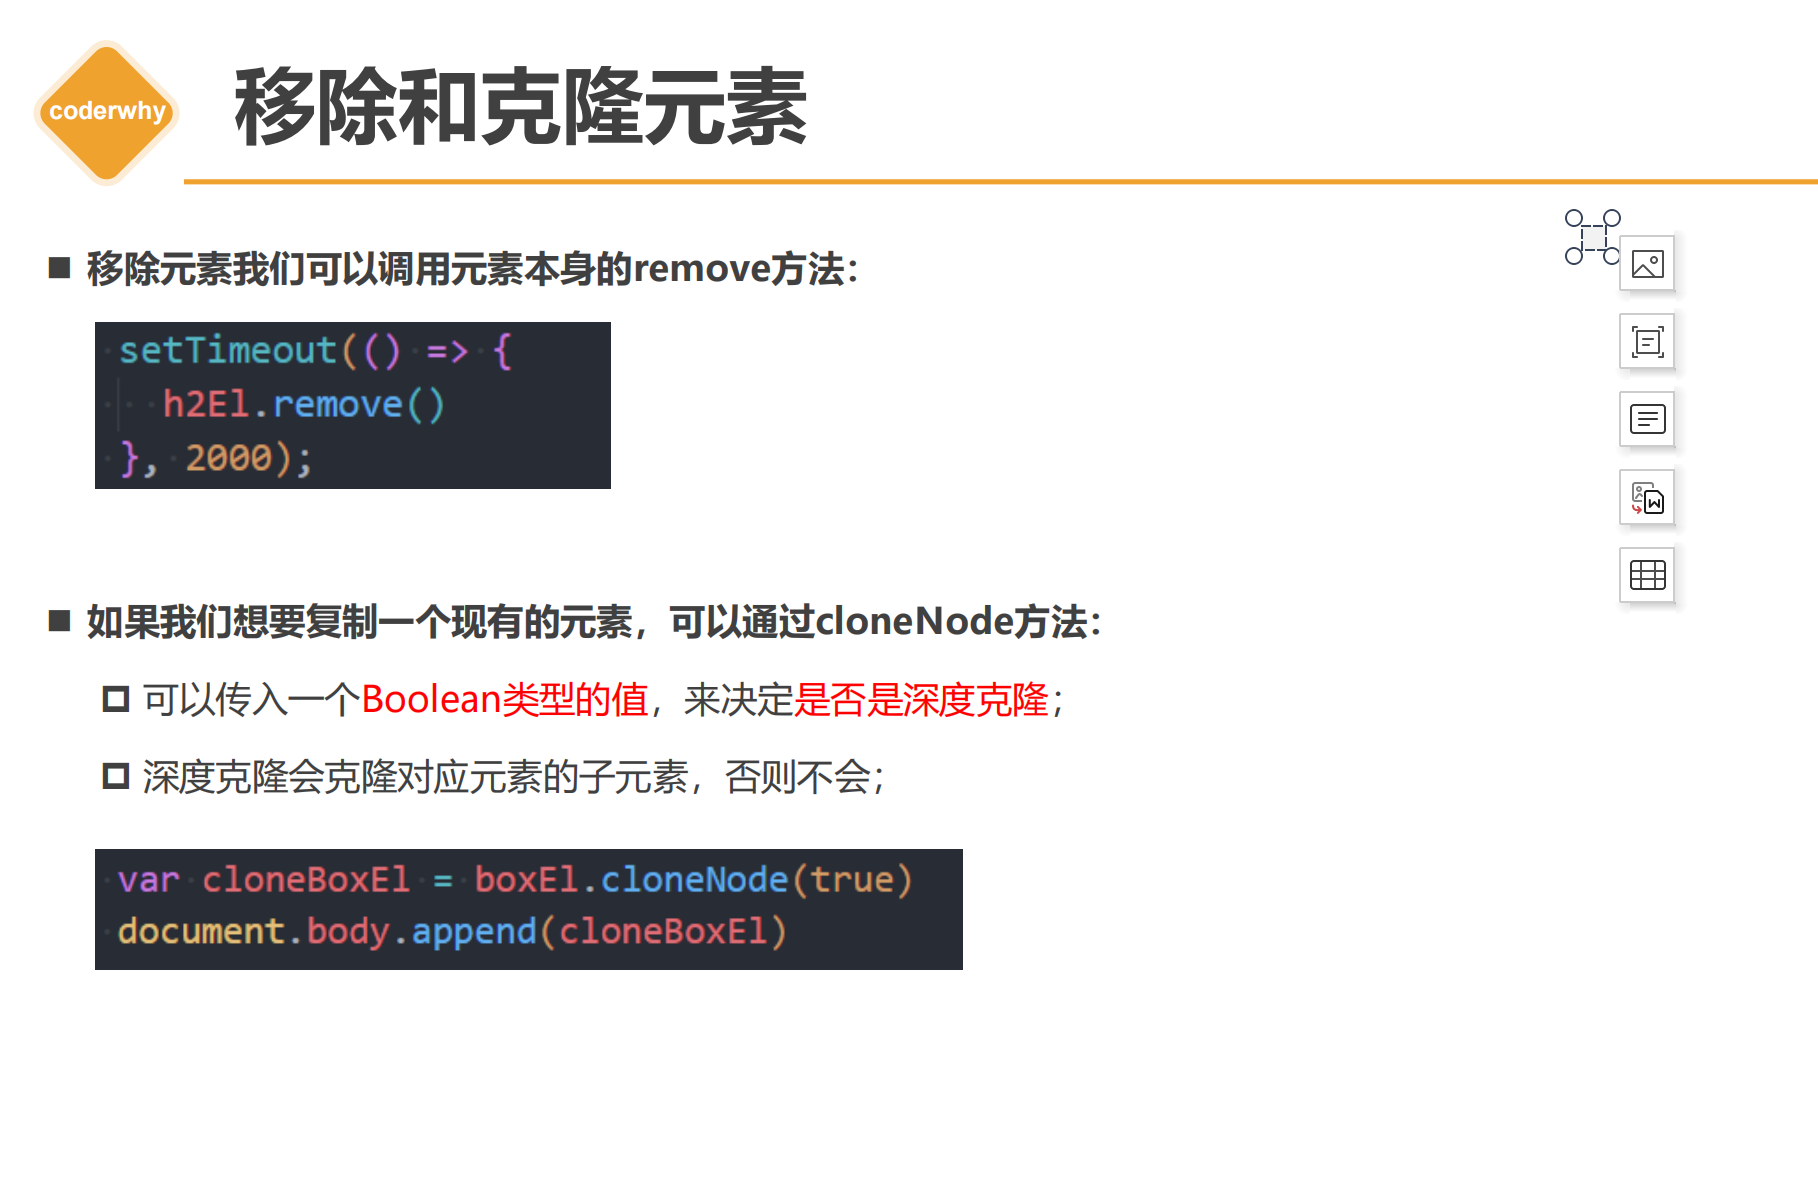 coderwhy
移除和克隆元素
移除元素我们可以调用元素本身的remove方法：
setTimeout(() => {
h2El.remove()
}, 2000);
如果我们想要复制一个现有的元素，可以通过cloneNode方法：
可以传入一个Boolean类型的值，来决定是否是深度克隆；
深度克隆会克隆对应元素的子元素，否则不会；
var cloneBoxEl = boxEl.cloneNode(true)
document.body.append(cloneBoxEl)